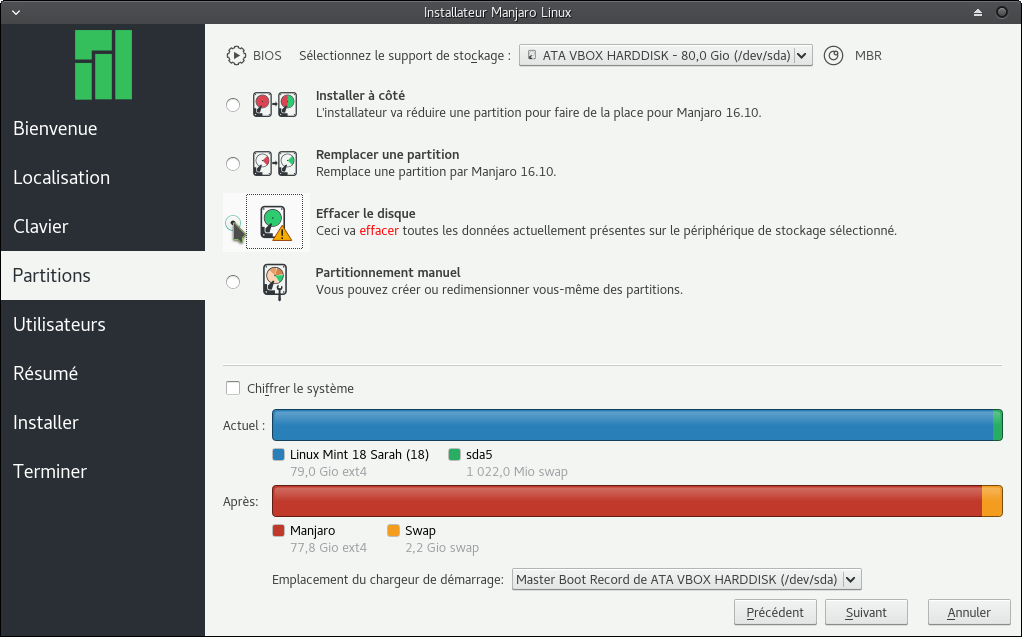 Installateur Manjaro Linux
BIOS Sélectionnez le support de stockage : ATA VBOX HARDDISK - 80,0 Gio (/dev/sda) MBR
Bienvenue
Localisation
Clavier
Partitions
Utilisateurs
Résumé
Installer
Terminer
Installer à côté
L'installateur va réduire une partition pour faire de la place pour Manjaro 16.10.
Remplacer une partition
Remplace une partition par Manjaro 16.10.
Effacer le disque
Ceci va effacer toutes les données actuellement présentes sur le périphérique de stockage sélectionné.
Partitionnement manuel
Vous pouvez créer ou redimensionner vous-même des partitions.
Chiffrer le système
Actuel :
Linux Mint 18 Sarah (18) sda5
79,0 Gio ext4 1 022,0 Mio swap
Après:
Manjaro Swap
77,8 Gio ext4 2,2 Gio swap
Emplacement du chargeur de démarrage: Master Boot Record de ATA VBOX HARDDISK (/dev/sda)
Précédent Suivant Annuler